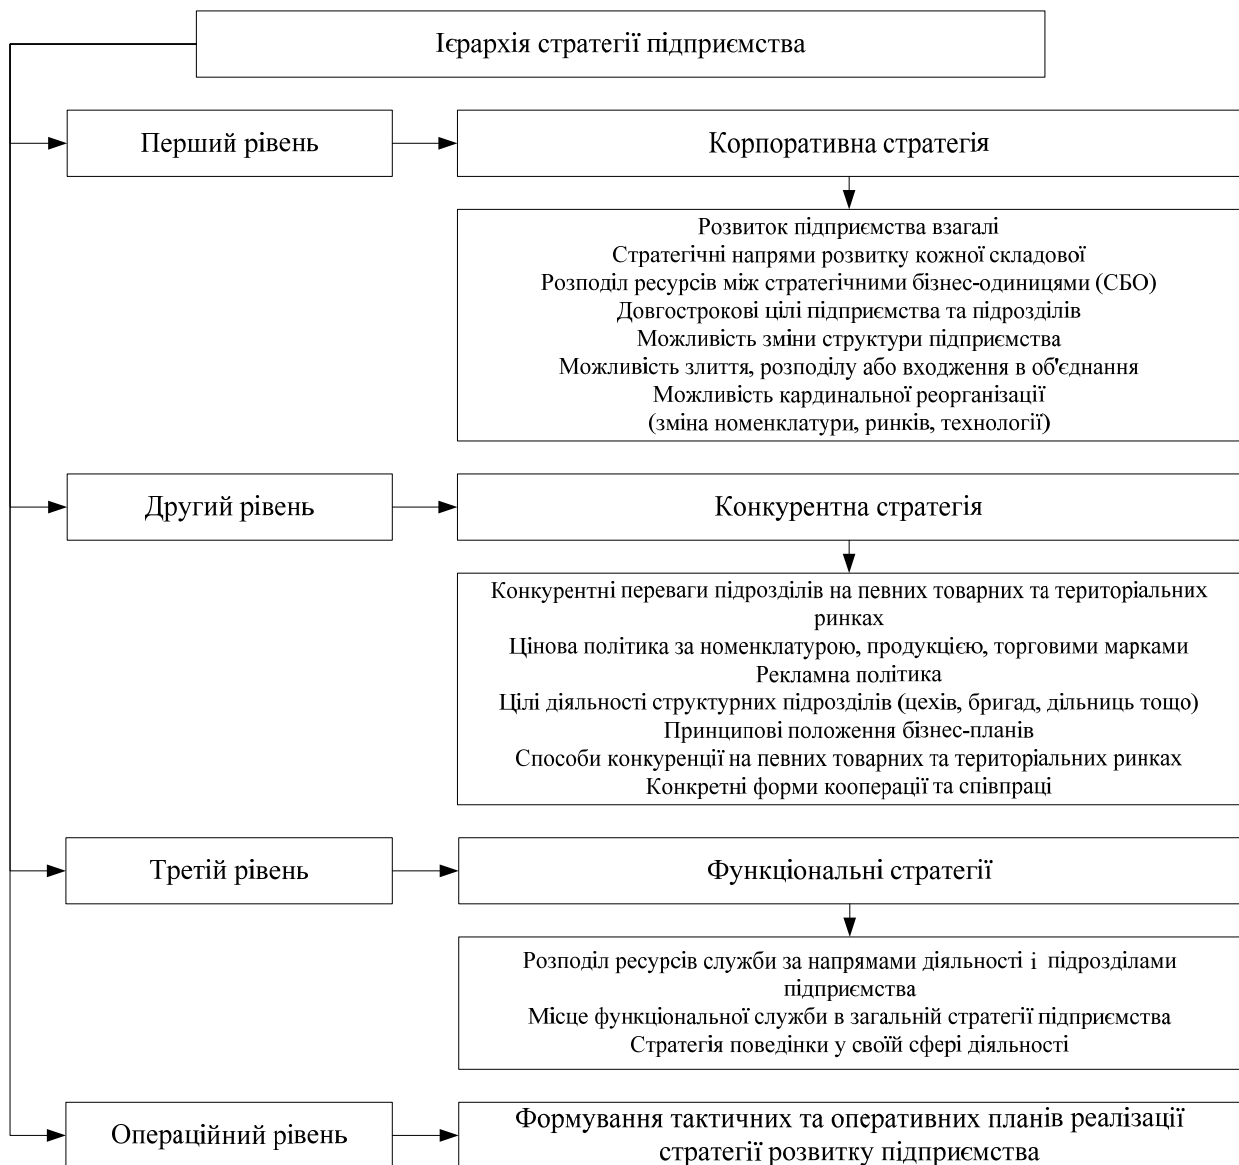 Ієрархія стратегії підприємства
Перший рівень
Корпоративна стратегія
Розвиток підприємства взагалі
Стратегічні напрями розвитку кожної складової
Розподіл ресурсів між стратегічними бізнес-одиницями (СБО)
Довгострокові цілі підприємства та підрозділів
Можливість зміни структури підприємства
Можливість злиття, розподілу або входження в об'єднання
Можливість кардинальної реорганізації
(зміна номенклатури, ринків, технології)
Другий рівень
Конкурентна стратегія
Конкурентні переваги підрозділів на певних товарних та територіальних
ринках
Цінова політика за номенклатурою, продукцією, торговими марками
Рекламна політика
Цілі діяльності структурних підрозділів (цехів, бригад, дільниць тощо)
Принципові положення бізнес-планів
Способи конкуренції на певних товарних та територіальних ринках
Конкретні форми кооперації та співпраці
Третій рівень
Функціональні стратегії
Розподіл ресурсів служби за напрямами діяльності і підрозділами
підприємства
Місце функціональної служби в загальній стратегії підприємства
Стратегія поведінки у своїй сфері діяльності
Операційний рівень
Формування тактичних та оперативних планів реалізації
стратегії розвитку підприємства